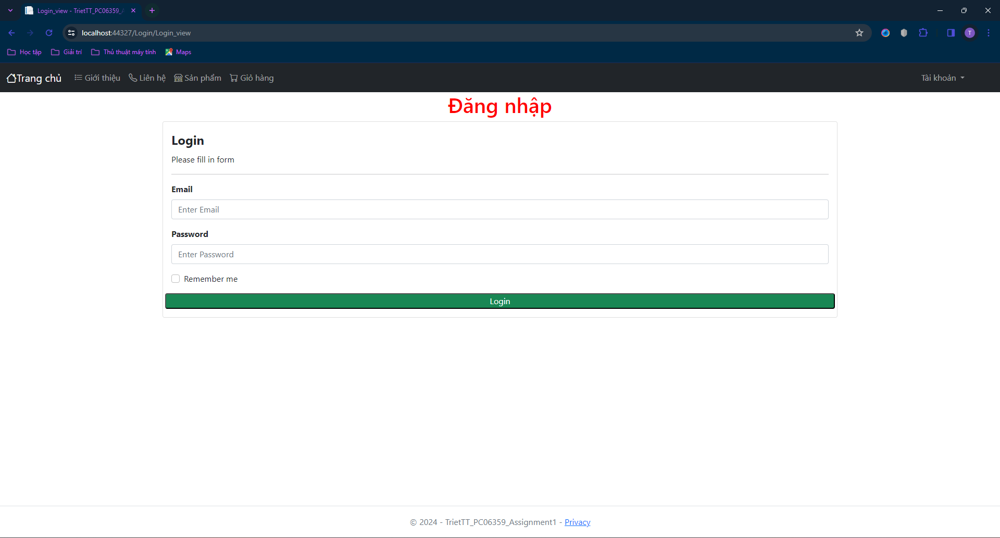 Login_view - TrietTT_PC06359_
localhost:44327/Login/Login_view
T
Học tập Giải trí Thủ thuật máy tính Maps
Trang chủ Giới thiệu Liên hệ Sản phẩm Giỏ hàng Tài khoản
Đăng nhập
Login
Please fill in form
Email
Enter Email
Password
Enter Password
Remember me
Login
© 2024 - TrietTT_PC06359_Assignment1 - Privacy